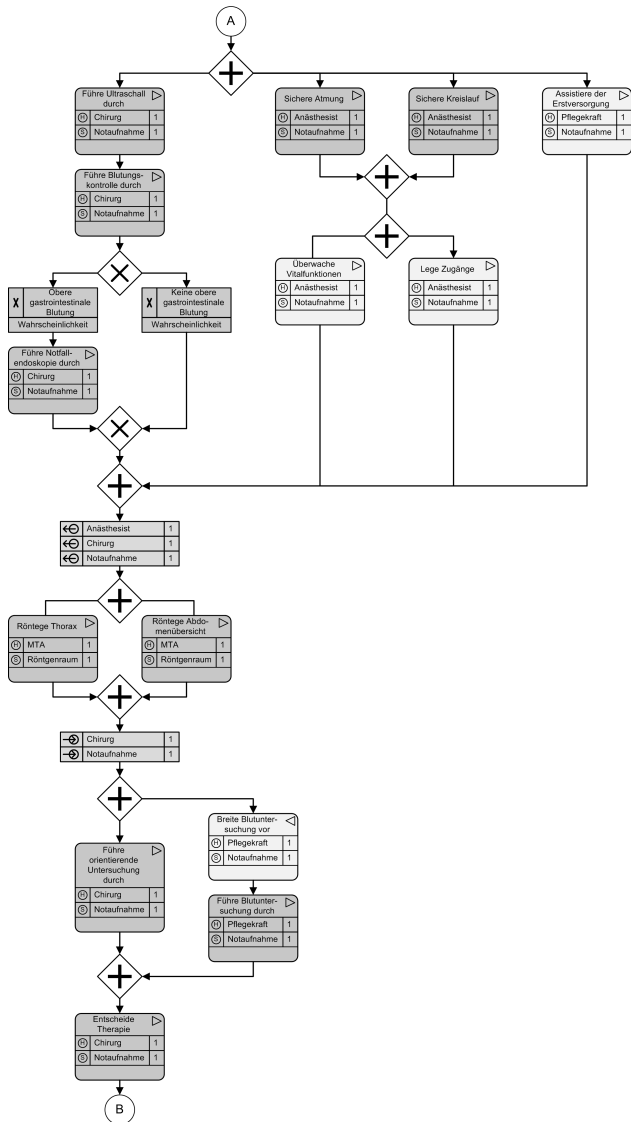 A
Führe Ultraschall
durch
H Chirurg 1
S Notaufnahme 1
Sichere Atmung
H Anästhesist 1
S Notaufnahme 1
Sichere Kreislauf
H Anästhesist 1
S Notaufnahme 1
Assistiere der
Erstversorgung
H Pflegekraft 1
S Notaufnahme 1
Führe Blutungs-
kontrolle durch
H Chirurg 1
S Notaufnahme 1
Überwache
Vitalfunktionen
H Anästhesist 1
S Notaufnahme 1
Lege Zugänge
H Anästhesist 1
S Notaufnahme 1
X Obere
gastrointestinale
Blutung
Wahrscheinlichkeit
X Keine obere
gastrointestinale
Blutung
Wahrscheinlichkeit
Führe Notfall-
endoskopie durch
H Chirurg 1
S Notaufnahme 1
Anästhesist 1
Chirurg 1
Notaufnahme 1
Röntege Thorax
H MTA 1
S Röntgenraum 1
Röntege Abdo-
menübersicht
H MTA 1
S Röntgenraum 1
Chirurg 1
Notaufnahme 1
Breite Blutunter-
suchung vor
H Pflegekraft 1
S Notaufnahme 1
Führe
orientierende
Untersuchung
durch
H Chirurg 1
S Notaufnahme 1
Führe Blutunter-
suchung durch
H Pflegekraft 1
S Notaufnahme 1
Entscheide
Therapie
H Chirurg 1
S Notaufnahme 1
B